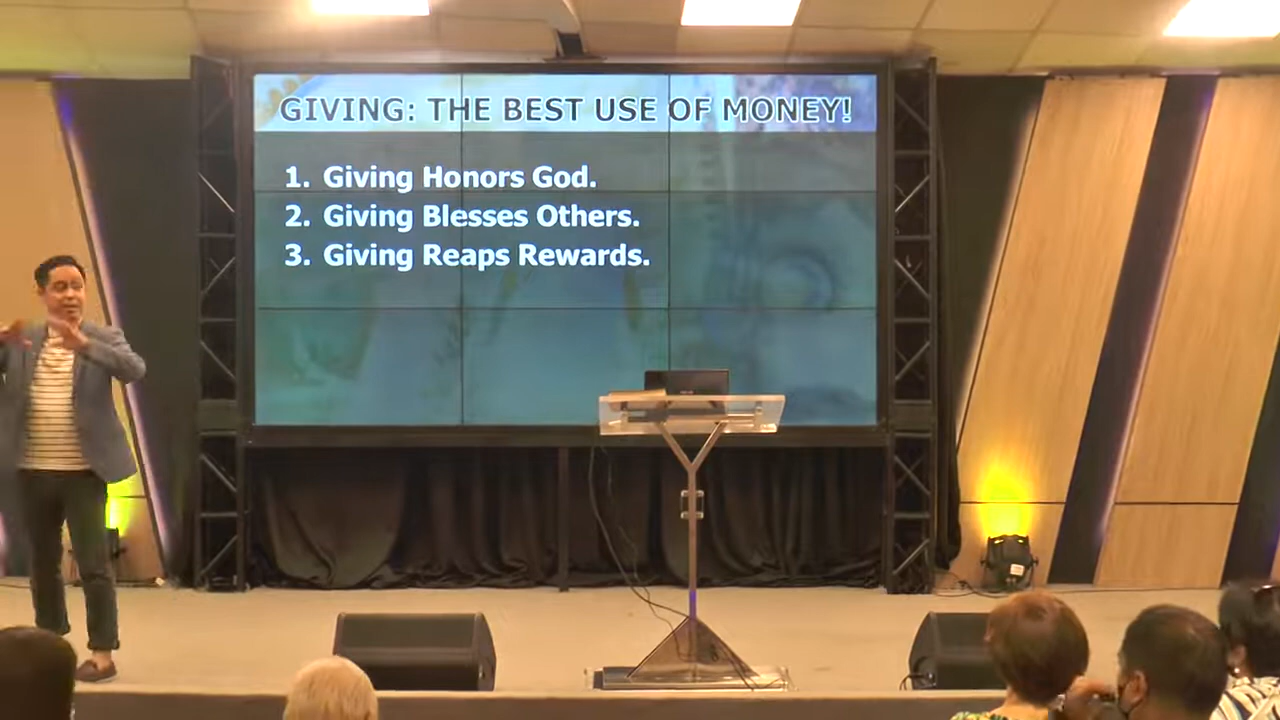 GIVING: THE BEST USE OF MONEY!
1. Giving Honors God.
2. Giving Blesses Others.
3. Giving Reaps Rewards.